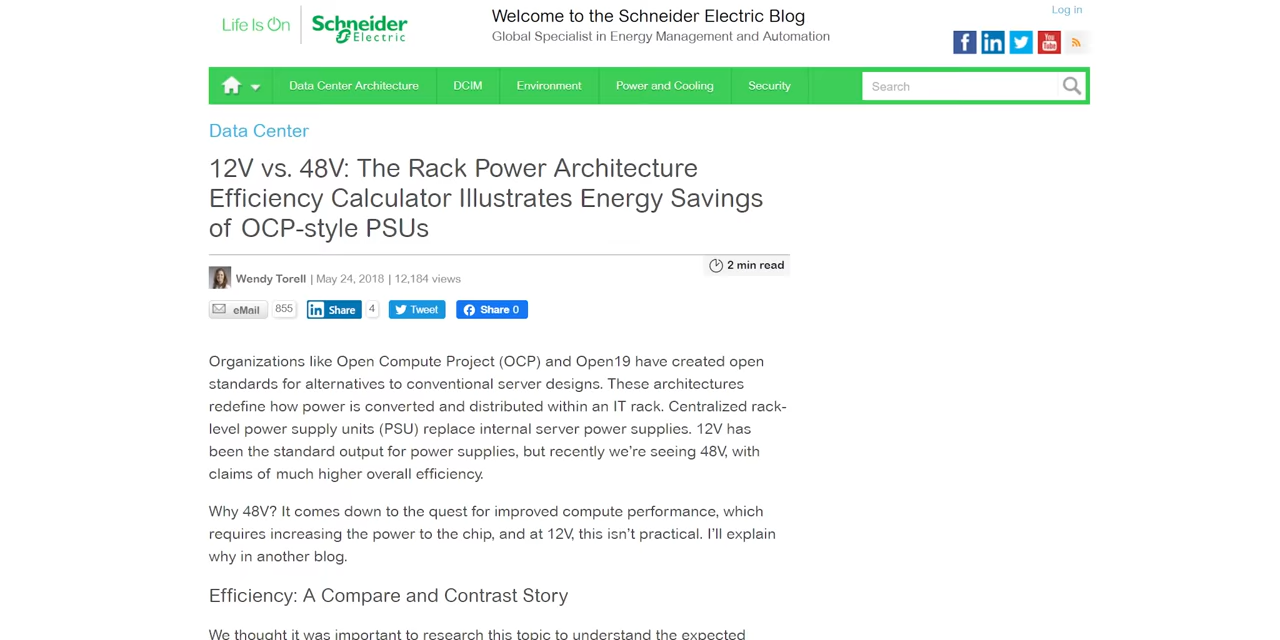 Life Is On
Schneider
Electric
Welcome to the Schneider Electric Blog
Global Specialist in Energy Management and Automation
Log in
f in You Tube
Data Center Architecture DCIM Environment Power and Cooling Security Search
Data Center
12V vs. 48V: The Rack Power Architecture
Efficiency Calculator Illustrates Energy Savings
of OCP-style PSUs
2 min read
Wendy Torell | May 24, 2018 | 12,184 views
eMail 855 in Share 4 Tweet Share 0
Organizations like Open Compute Project (OCP) and Open19 have created open
standards for alternatives to conventional server designs. These architectures
redefine how power is converted and distributed within an IT rack. Centralized rack-
level power supply units (PSU) replace internal server power supplies. 12V has
been the standard output for power supplies, but recently we’re seeing 48V, with
claims of much higher overall efficiency.
Why 48V? It comes down to the quest for improved compute performance, which
requires increasing the power to the chip, and at 12V, this isn’t practical. I’ll explain
why in another blog.
Efficiency: A Compare and Contrast Story
We thought it was important to research this topic to understand the expected